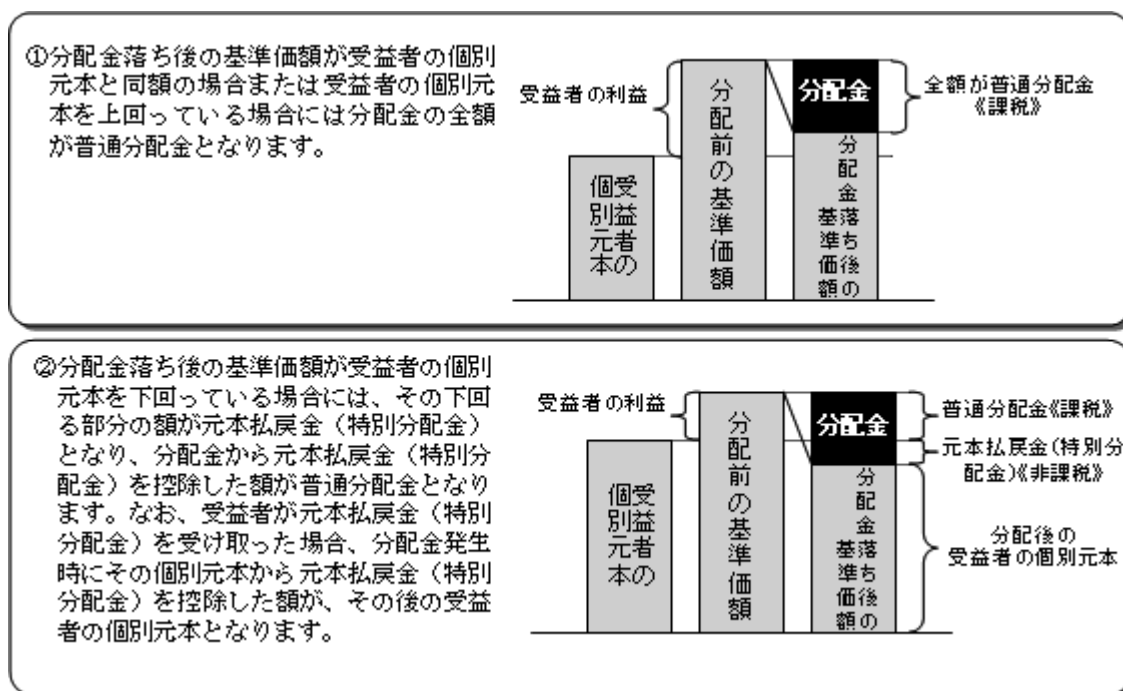 ①分配金落ち後の基準価額が受益者の個別
元本と同額の場合または受益者の個別元
本を上回っている場合には分配金の全額
が普通分配金となります。
受益者の利益
受益者の
個別元本
分配前の基準価額
分配金
分配金落ち後の
基準価額
全額が普通分配金
《課税》
②分配金落ち後の基準価額が受益者の個別
元本を下回っている場合には、その下回
る部分の額が元本払戻金（特別分配金）
となり、分配金から元本払戻金（特別分
配金）を控除した額が普通分配金となり
ます。なお、受益者が元本払戻金（特別
分配金）を受け取った場合、分配金発生
時にその個別元本から元本払戻金（特別
分配金）を控除した額が、その後の受益
者の個別元本となります。
受益者の利益
受益者の
個別元本
分配前の基準価額
分配金
分配金落ち後の
基準価額
普通分配金《課税》
元本払戻金(特別分
配金)《非課税》
分配後の
受益者の個別元本